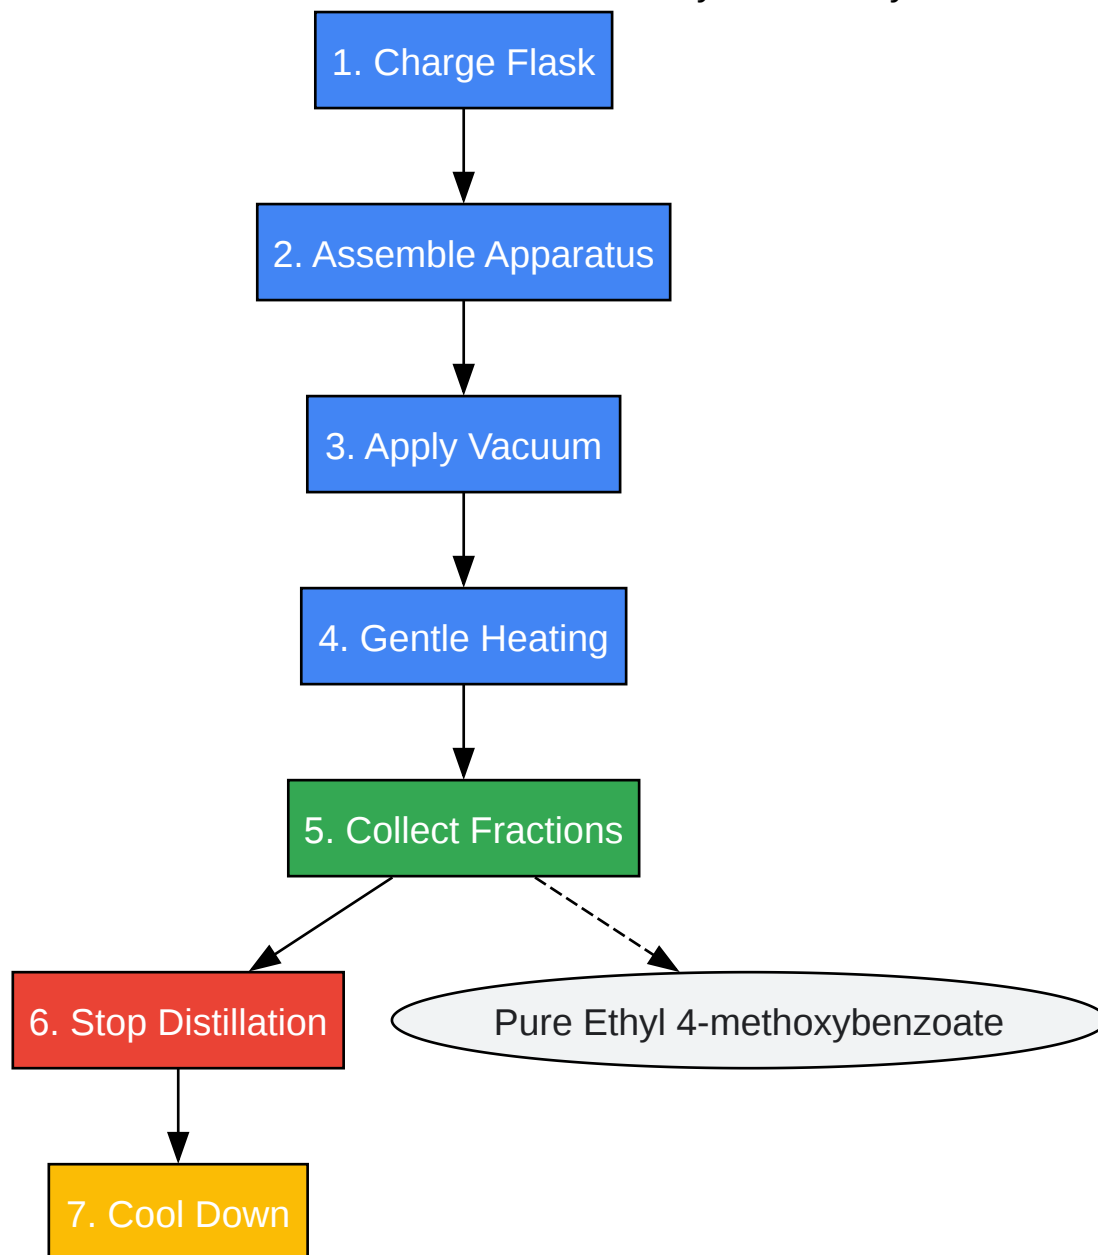 1. Charge Flask
2. Assemble Apparatus
3. Apply Vacuum
4. Gentle Heating
5. Collect Fractions
6. Stop Distillation
Pure Ethyl 4-methoxybenzoate
7. Cool Down